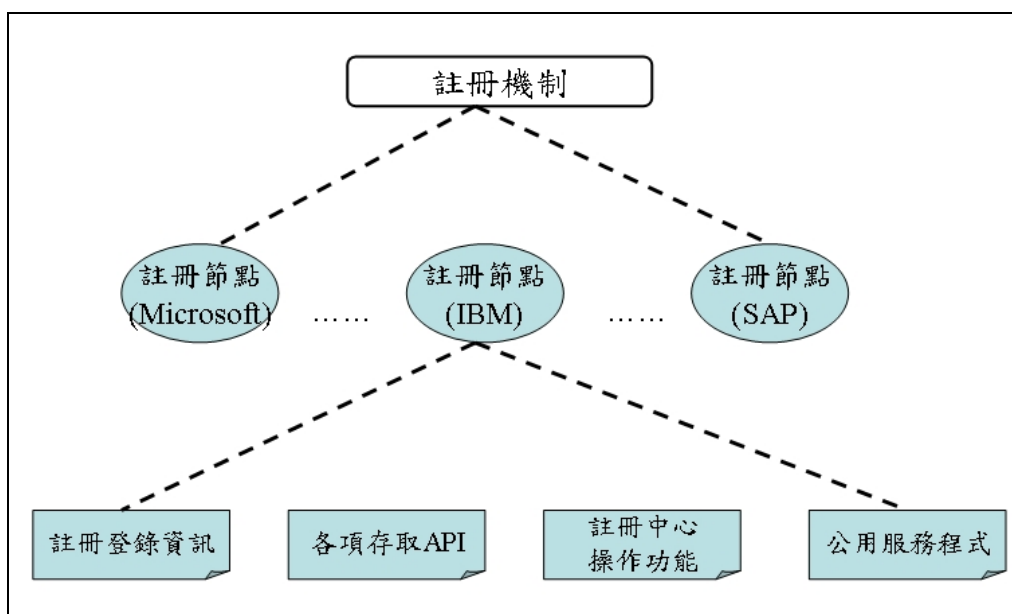 註冊機制
註冊節點
(Microsoft)
……
註冊節點
(IBM)
……
註冊節點
(SAP)
註冊登錄資訊
各項存取API
註冊中心
操作功能
公用服務程式